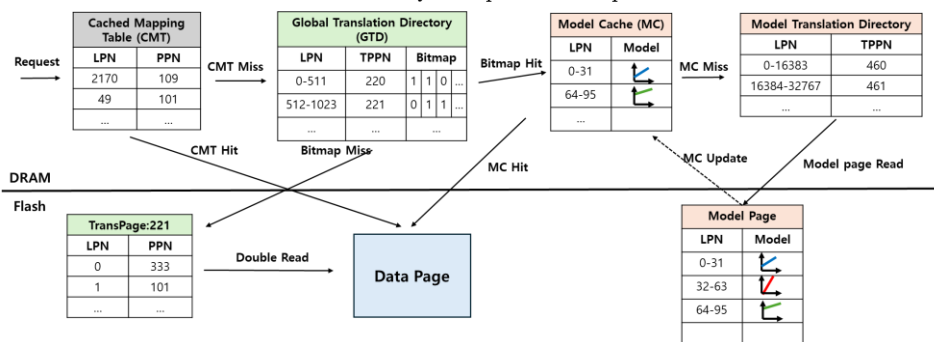 Request
Cached Mapping
Table (CMT)
LPN PPN
2170 109
49 101
... ...
CMT Miss
CMT Hit
Global Translation Directory
(GTD)
LPN TPPN Bitmap
0-511 220 1 1 0 ...
512-1023 221 0 1 1 ...
... ... ...
Bitmap Hit
Bitmap Miss
Model Cache (MC)
LPN Model
0-31
64-95
...
MC Miss
MC Hit
MC Update
Model Translation Directory
LPN TPPN
0-16383 460
16384-32767 461
... ...
Model page Read
DRAM
Flash
TransPage:221
LPN PPN
0 333
1 101
... ...
Double Read
Data Page
Model Page
LPN Model
0-31
32-63
64-95